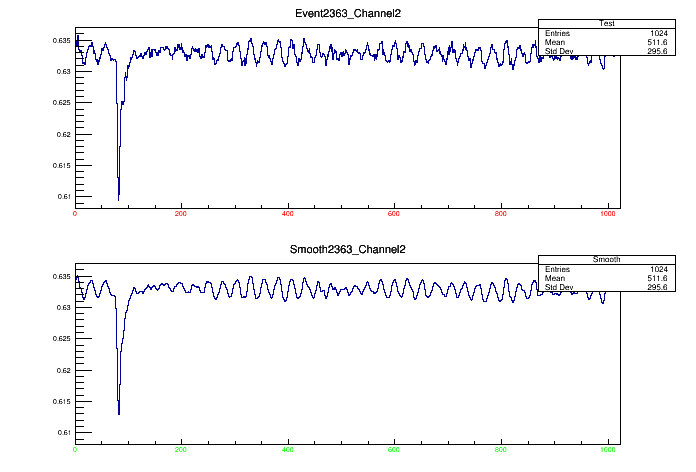 Event2363_Channel2
Test
Entries 1024
Mean 511.6
Std Dev 295.6
0.635
0.63
0.625
0.62
0.615
0.61
0 200 400 600 800 1000
Smooth2363_Channel2
Smooth
Entries 1024
Mean 511.6
Std Dev 295.6
0.635
0.63
0.625
0.62
0.615
0.61
0 200 400 600 800 1000